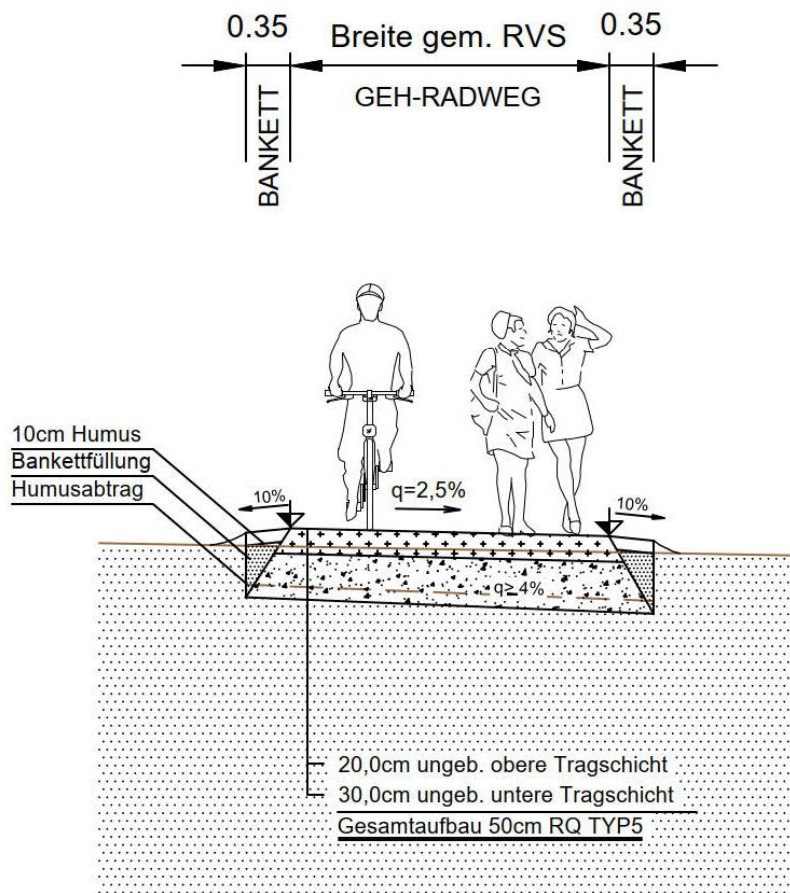 0.35
Breite gem. RVS
0.35
BANKETT
GEH-RADWEG
BANKETT
10cm Humus
Bankettfüllung
Humusabtrag
10%
q=2,5%
10%
q≥4%
20,0cm ungeb. obere Tragschicht
30,0cm ungeb. untere Tragschicht
Gesamtaufbau 50cm RQ TYP5